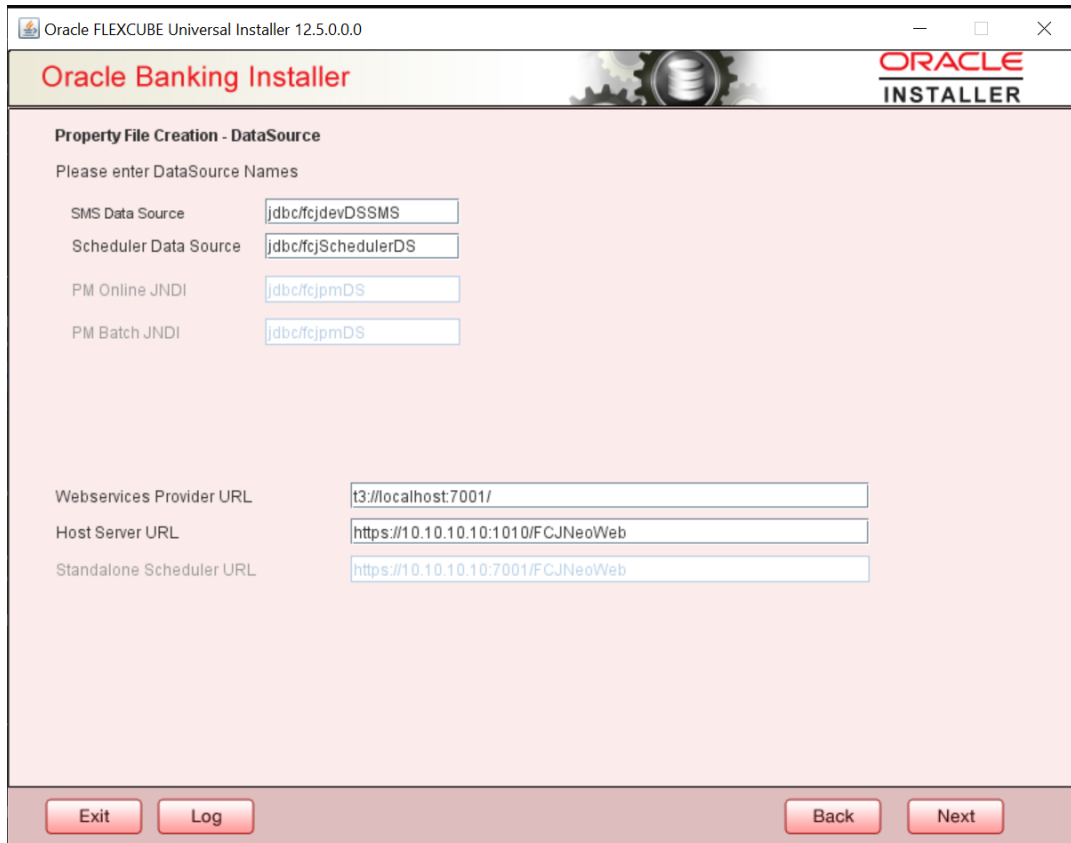 Oracle FLEXCUBE Universal Installer 12.5.0.0.0
Oracle Banking Installer
ORACLE
INSTALLER
Property File Creation - DataSource
Please enter DataSource Names
SMS Data Source jdbc/fcjdevDSSMS
Scheduler Data Source jdbc/fcjSchedulerDS
PM Online JNDI jdbc/fcjpmDS
PM Batch JNDI jdbc/fcjpmDS
Webservices Provider URL t3://localhost:7001/
Host Server URL https://10.10.10.10:1010/FCJNeoWeb
Standalone Scheduler URL https://10.10.10.10:7001/FCJNeoWeb
Exit Log Back Next